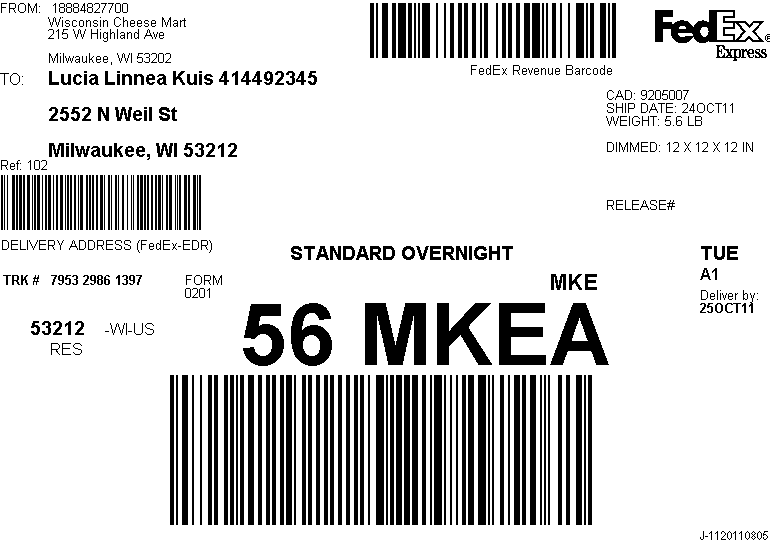 FROM: 18884827700
Wisconsin Cheese Mart
215 W Highland Ave
Milwaukee, WI 53202
FedEx®
Express
FedEx Revenue Barcode
TO: Lucia Linnea Kuis 414492345
2552 N Weil St
Milwaukee, WI 53212
CAD: 9205007
SHIP DATE: 24OCT11
WEIGHT: 5.6 LB
DIMMED: 12 X 12 X 12 IN
Ref: 102
RELEASE#
DELIVERY ADDRESS (FedEx-EDR)
STANDARD OVERNIGHT
TUE
A1
Deliver by:
25OCT11
TRK # 7953 2986 1397
FORM
0201
MKE
53212 -WI-US
RES
56 MKEA
J-1120110805